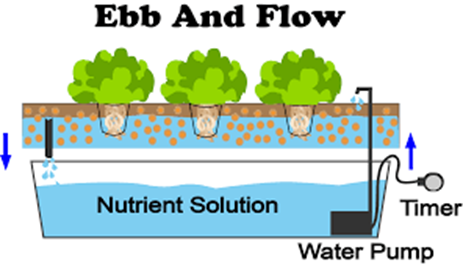 Ebb And Flow
Nutrient Solution
Timer
Water Pump